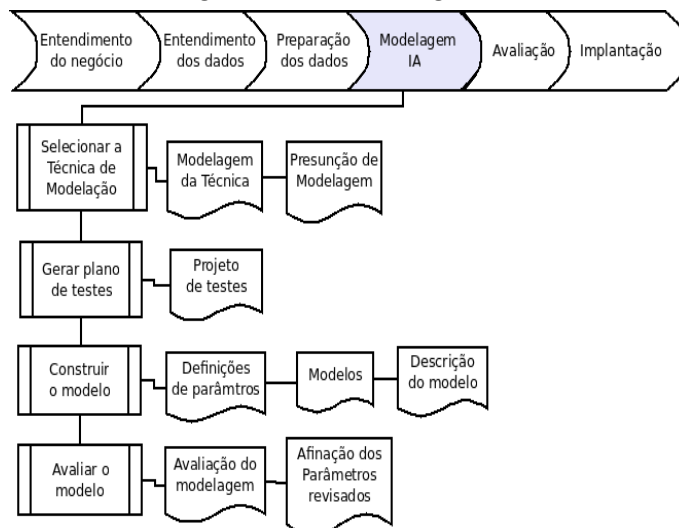 Entendimento
do negócio
Entendimento
dos dados
Preparação
dos dados
Modelagem
IA
Avaliação
Implantação
Selecionar a
Técnica de
Modelação
Modelagem
da Técnica
Presunção de
Modelagem
Gerar plano
de testes
Projeto
de testes
Construir
o modelo
Definições
de parâmtros
Modelos
Descrição
do modelo
Avaliar o
modelo
Avaliação do
modelagem
Afinação dos
Parâmetros
revisados